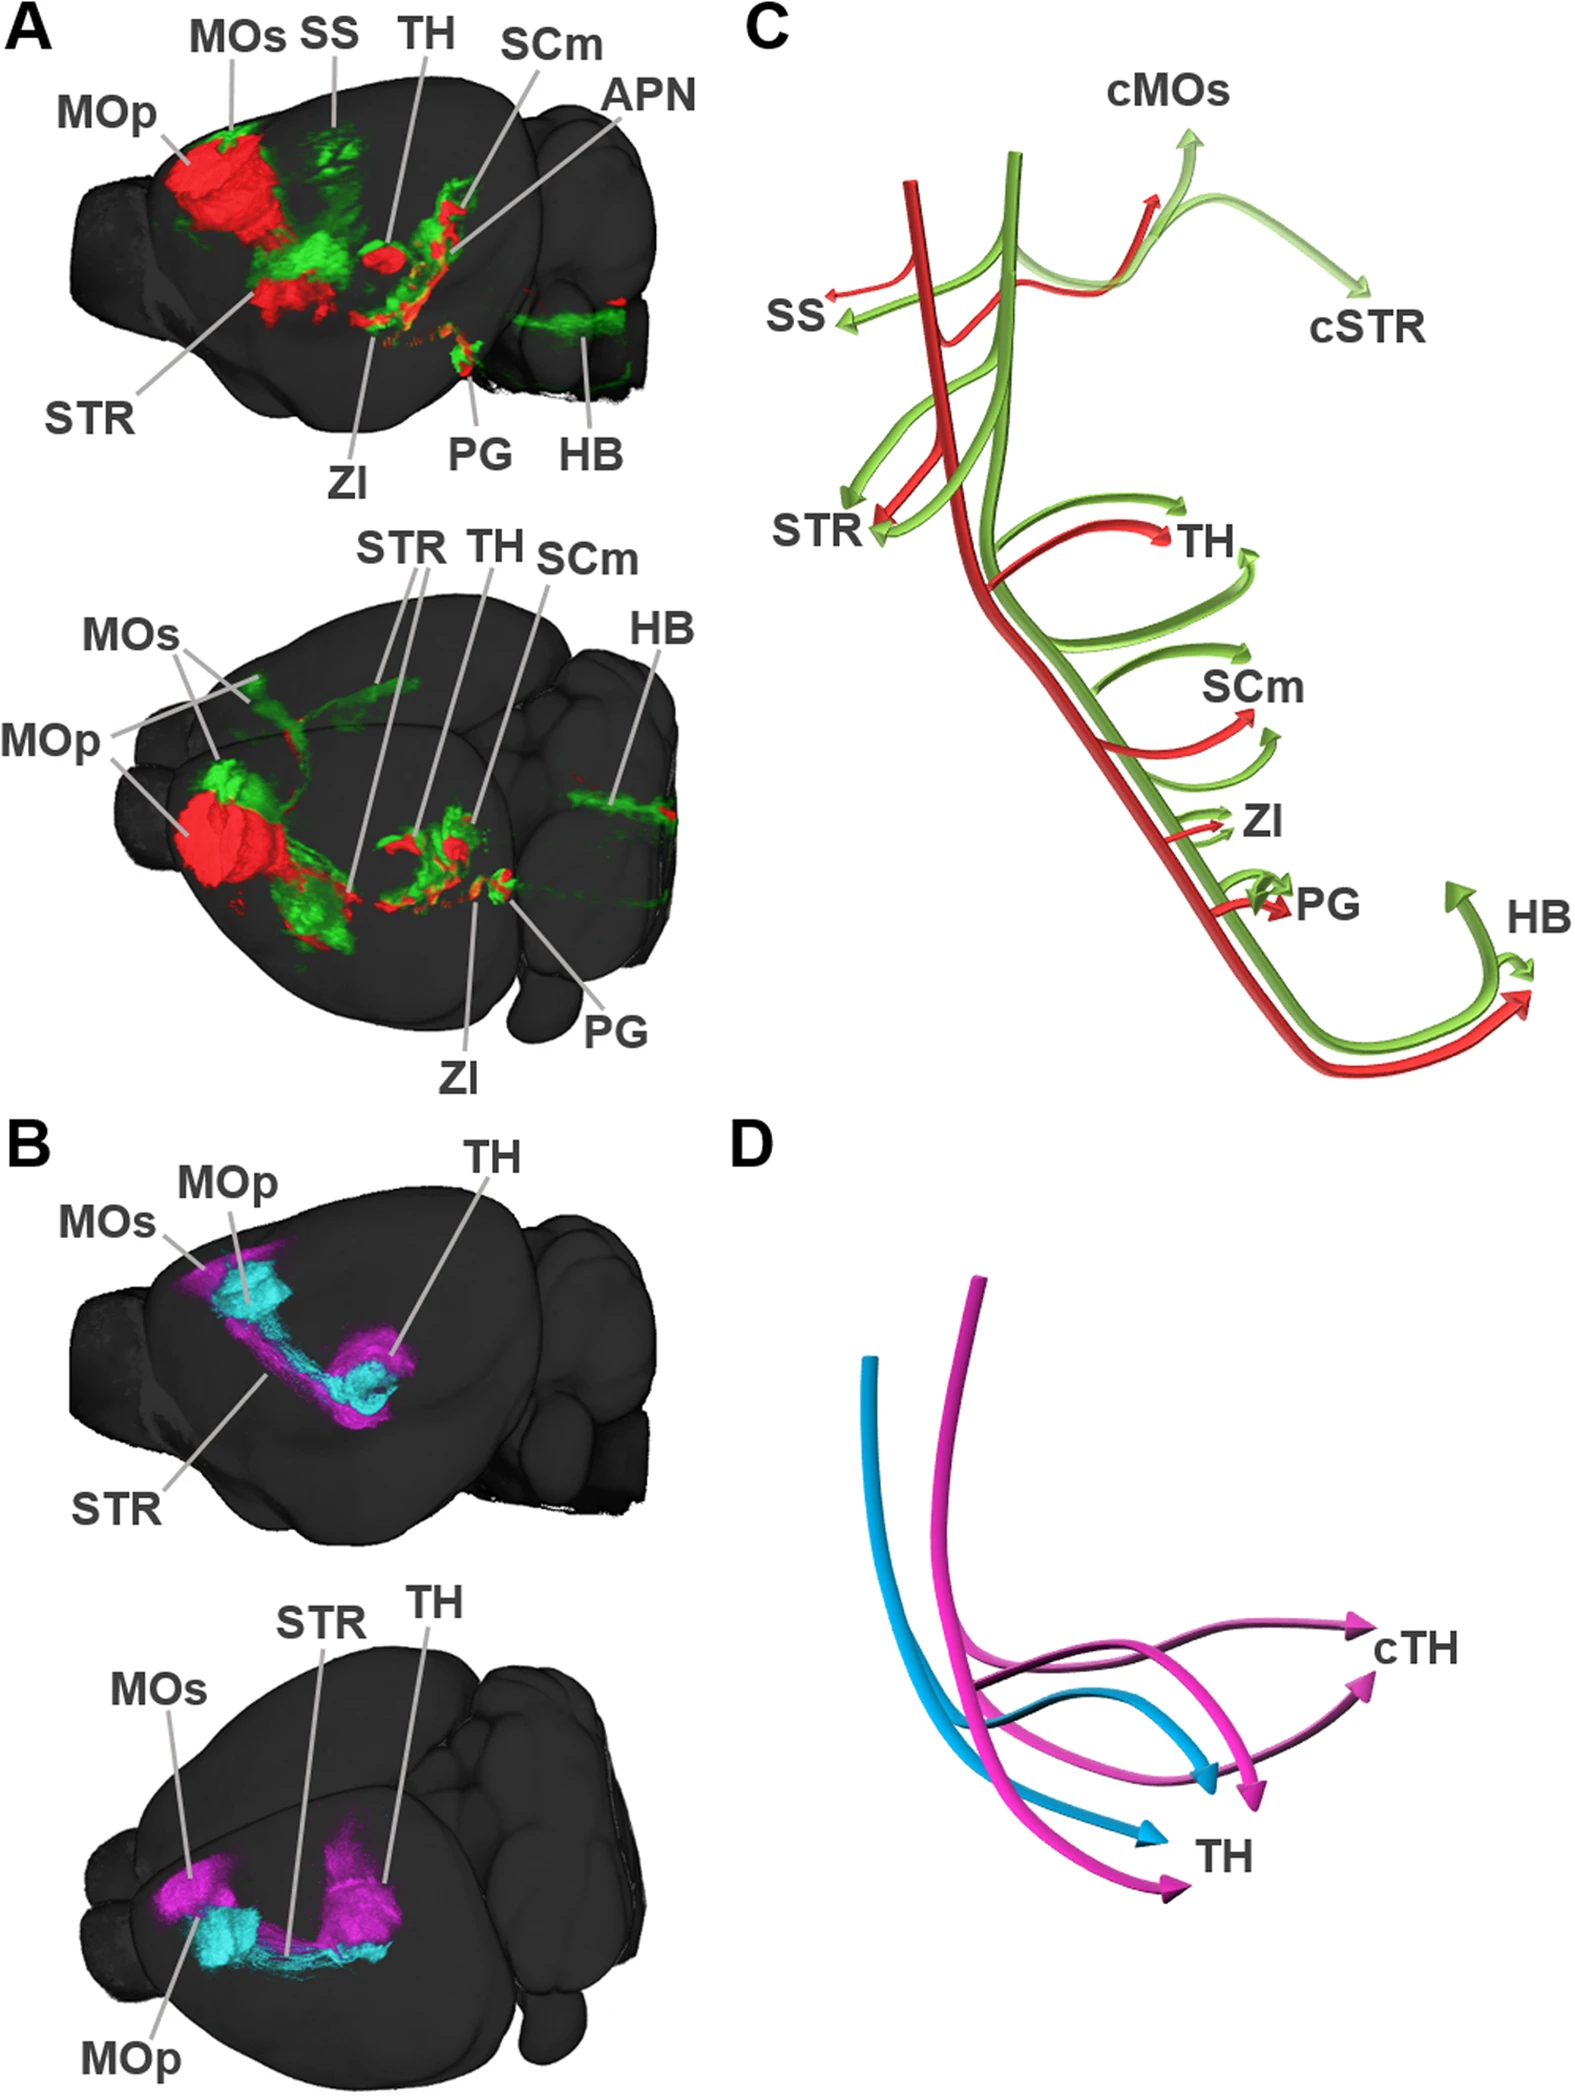 A
MOs SS TH SCm
APN
MOp
STR
ZI
PG
HB
STR TH SCm
MOs
HB
MOp
PG
ZI
C
cMOs
SS
cSTR
STR
TH
SCm
ZI
PG
HB
B
TH
MOp
MOs
STR
STR TH
MOs
MOp
D
cTH
TH